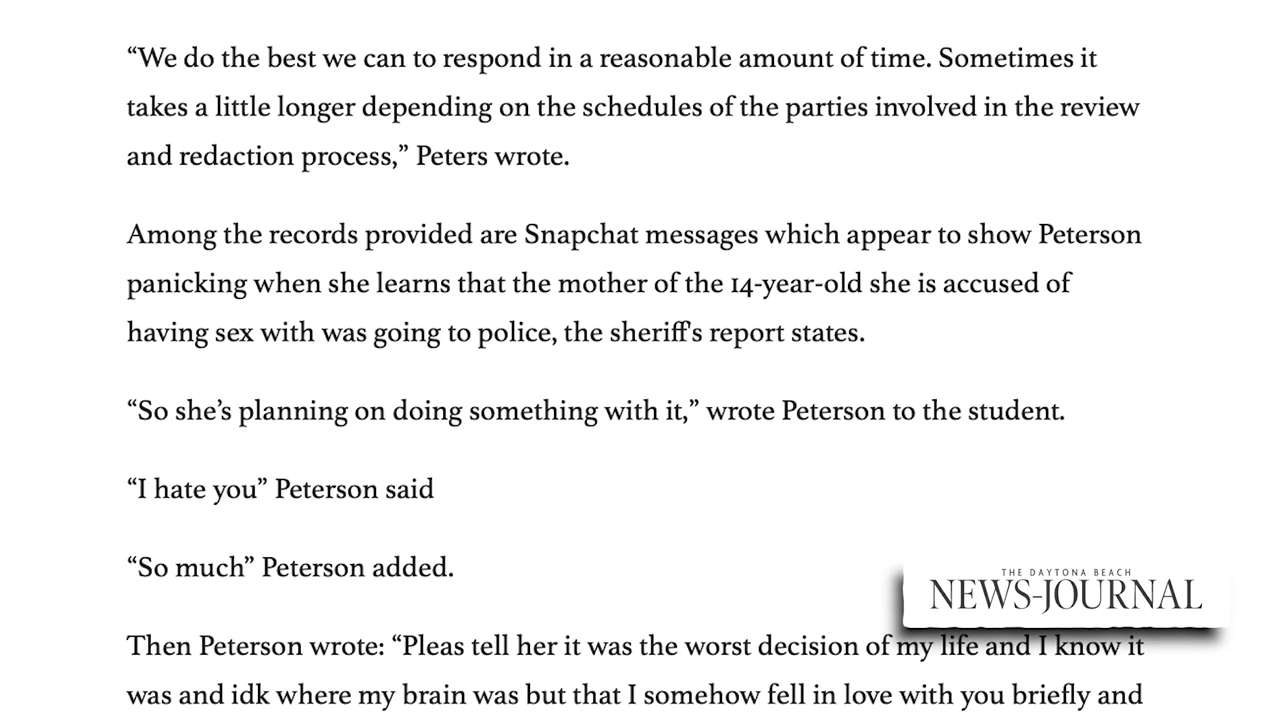 “We do the best we can to respond in a reasonable amount of time. Sometimes it
takes a little longer depending on the schedules of the parties involved in the review
and redaction process,” Peters wrote.
Among the records provided are Snapchat messages which appear to show Peterson
panicking when she learns that the mother of the 14-year-old she is accused of
having sex with was going to police, the sheriff’s report states.
“So she’s planning on doing something with it,” wrote Peterson to the student.
“I hate you” Peterson said
“So much” Peterson added.
THE DAYTONA BEACH
NEWS-JOURNAL
Then Peterson wrote: “Pleas tell her it was the worst decision of my life and I know it
was and idk where my brain was but that I somehow fell in love with you briefly and